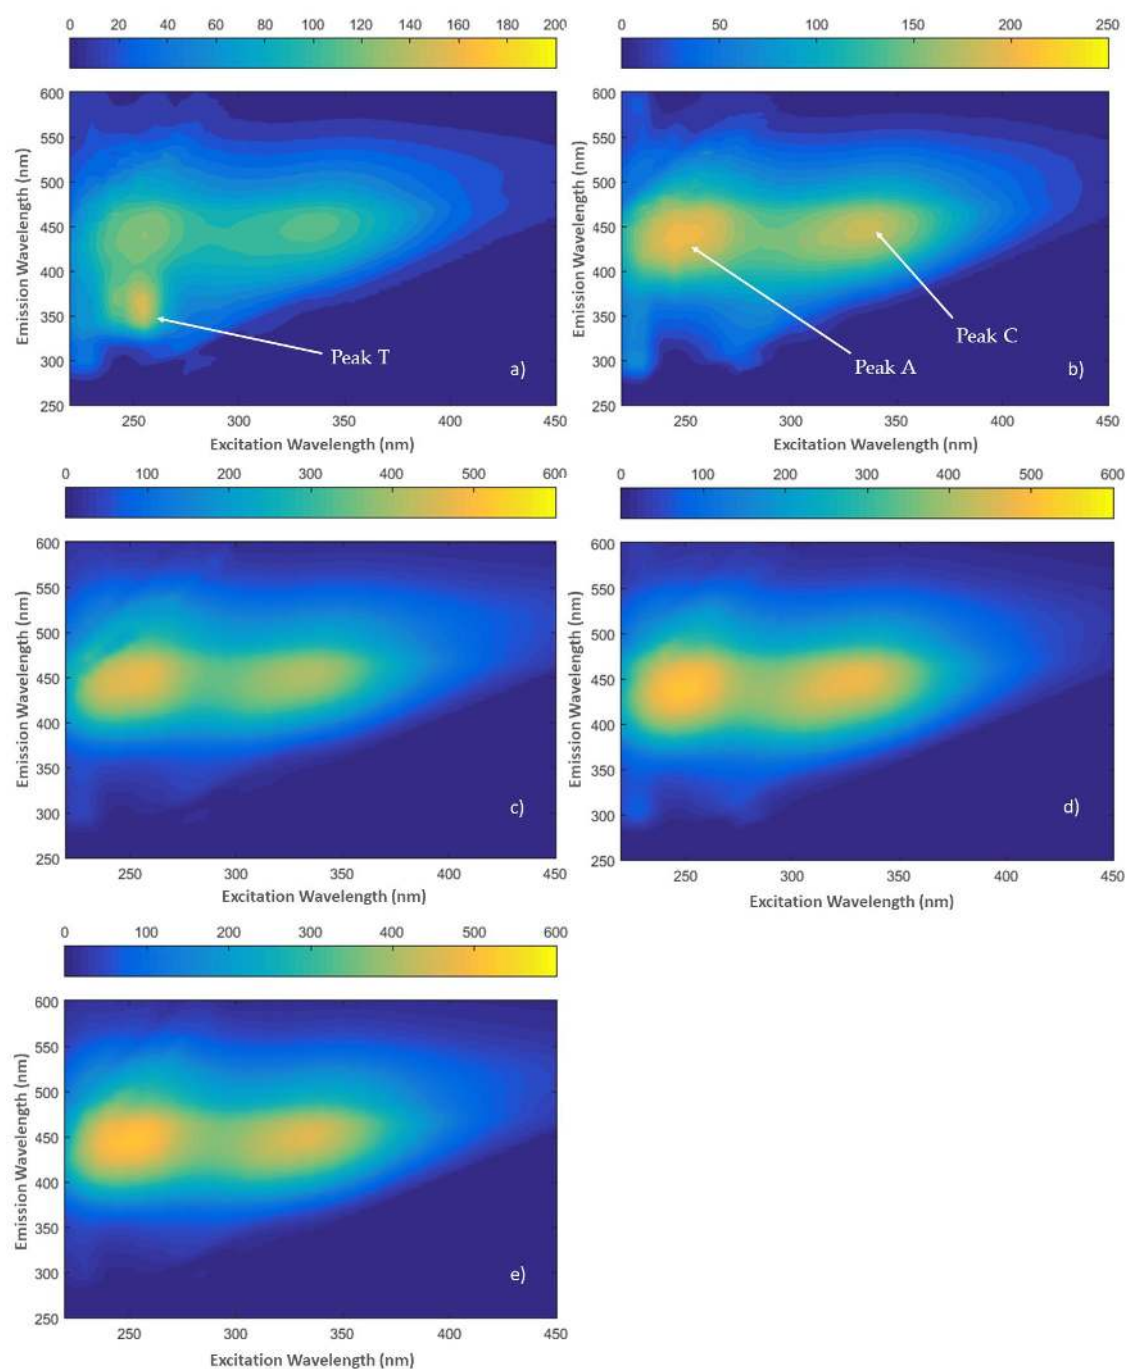 0 20 40 60 80 100 120 140 160 180 200
600
550
500
450
400
350
300
250
Emission Wavelength (nm)
Peak T
a)
250 300 350 400 450
Excitation Wavelength (nm)
0 50 100 150 200 250
600
550
500
450
400
350
300
250
Emission Wavelength (nm)
Peak C
Peak A
b)
250 300 350 400 450
Excitation Wavelength (nm)
0 100 200 300 400 500 600
600
550
500
450
400
350
300
250
Emission Wavelength (nm)
c)
250 300 350 400 450
Excitation Wavelength (nm)
0 100 200 300 400 500 600
600
550
500
450
400
350
300
250
Emission Wavelength (nm)
d)
250 300 350 400 450
Excitation Wavelength (nm)
0 100 200 300 400 500 600
600
550
500
450
400
350
300
250
Emission Wavelength (nm)
e)
250 300 350 400 450
Excitation Wavelength (nm)